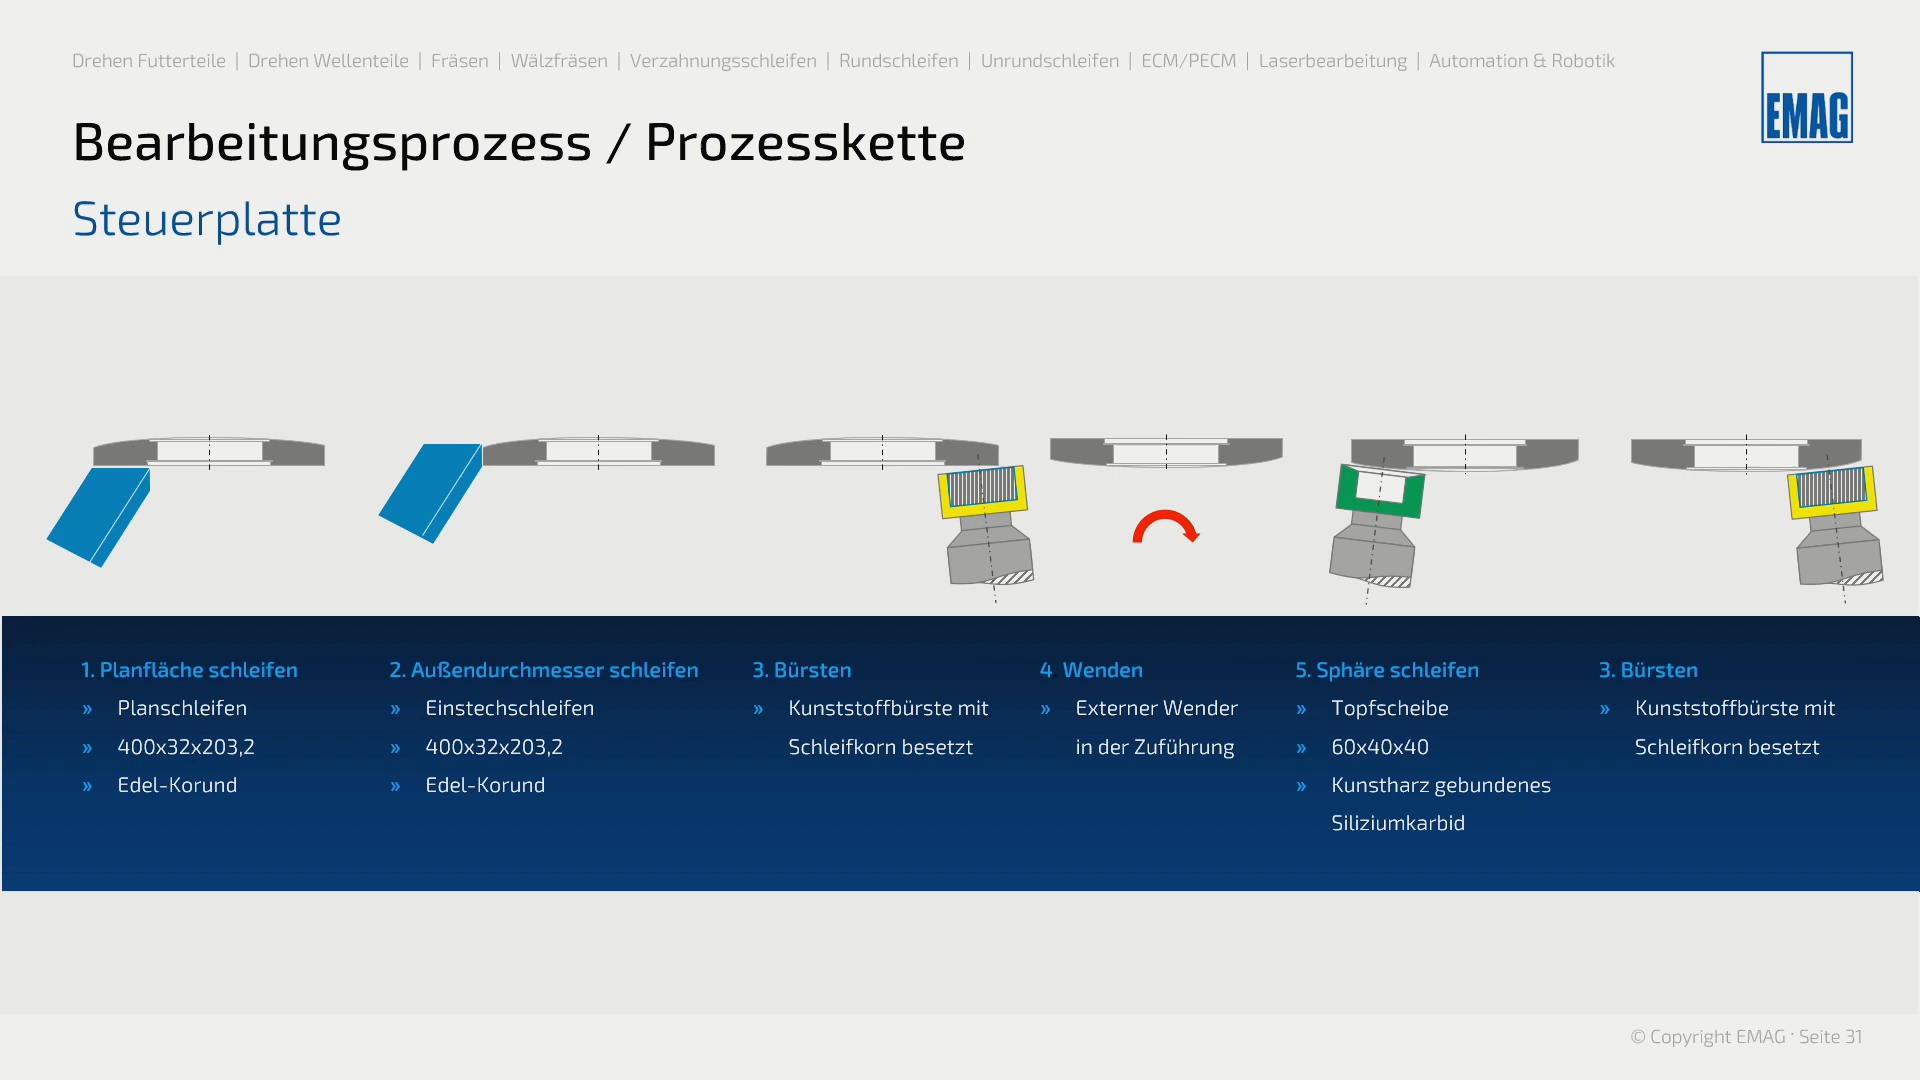 Drehen Futterteile | Drehen Wellenteile | Fräsen | Wälzfräsen | Verzahnungsschleifen | Rundschleifen | Unrundschleifen | ECM/PECM | Laserbearbeitung | Automation & Robotik
EMAG
Bearbeitungsprozess / Prozesskette
Steuerplatte
1. Planfläche schleifen
» Planschleifen
» 400x32x203,2
» Edel-Korund
2. Außendurchmesser schleifen
» Einstechschleifen
» 400x32x203,2
» Edel-Korund
3. Bürsten
» Kunststoffbürste mit
Schleifkorn besetzt
4. Wenden
» Externer Wender
in der Zuführung
5. Sphäre schleifen
» Topfscheibe
» 60x40x40
» Kunstharz gebundenes
Siliziumkarbid
3. Bürsten
» Kunststoffbürste mit
Schleifkorn besetzt
© Copyright EMAG · Seite 31